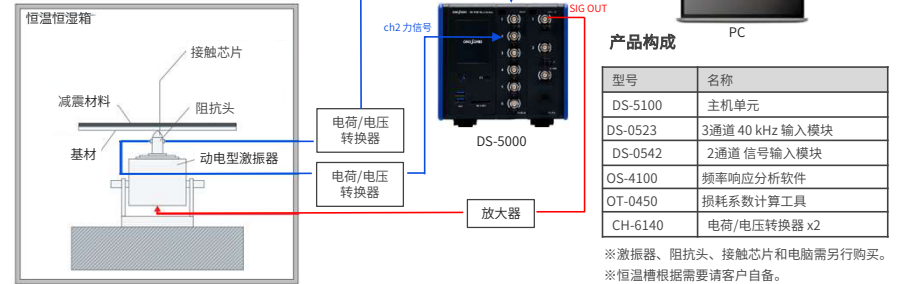 恒温恒湿箱
接触芯片
减震材料
阻抗头
基材
动电型激振器
电荷/电压
转换器
电荷/电压
转换器
ch2 力信号
SIG OUT
DS-5000
放大器
PC
产品构成
型号 名称
DS-5100 主机单元
DS-0523 3通道 40 kHz 输入模块
DS-0542 2通道 信号输入模块
OS-4100 频率响应分析软件
OT-0450 损耗系数计算工具
CH-6140 电荷/电压转换器 x2
※激振器、阻抗头、接触芯片和电脑需另行购买。
※恒温槽根据需要请客户自备。